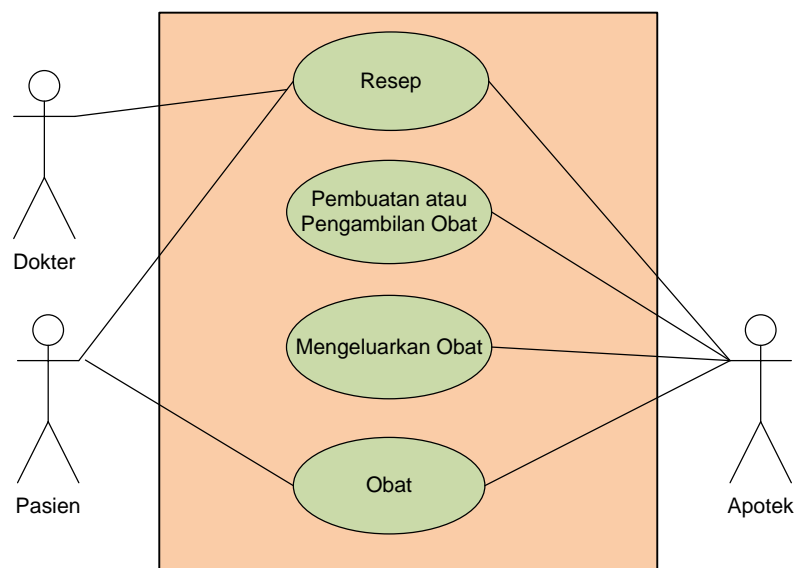 Resep
Pembuatan atau
Pengambilan Obat
Dokter
Mengeluarkan Obat
Obat
Pasien
Apotek